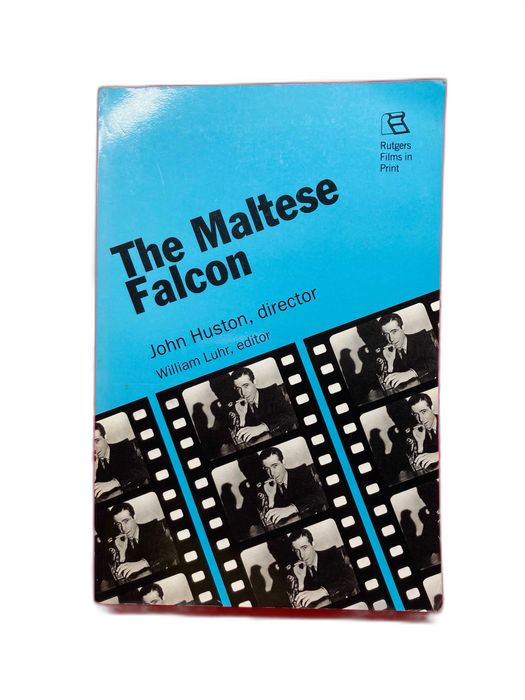 Rutgers
Films in
Print
The Maltese
Falcon
John Huston, director
William Luhr, editor